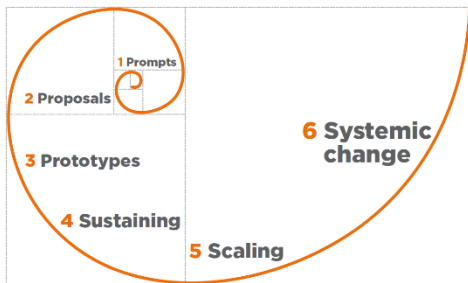 1 Prompts
2 Proposals
3 Prototypes
4 Sustaining
5 Scaling
6 Systemic
change